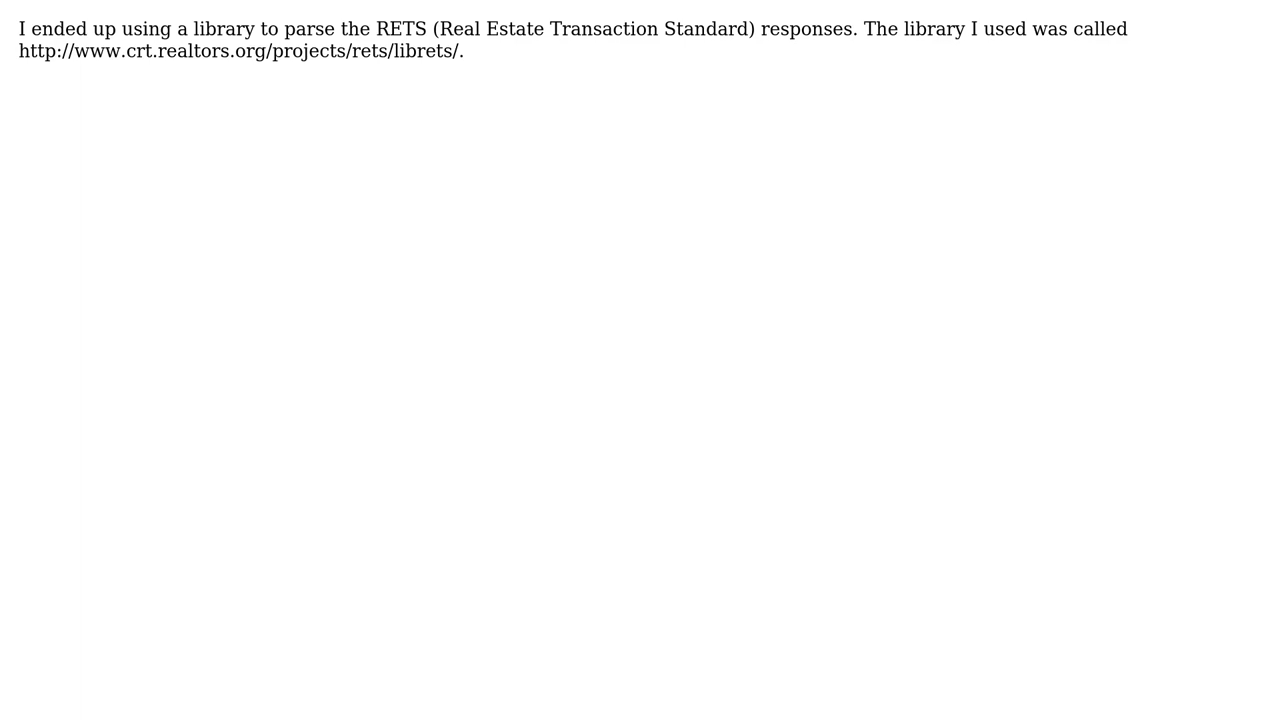 I ended up using a library to parse the RETS (Real Estate Transaction Standard) responses. The library I used was called
http://www.crt.realtors.org/projects/rets/librets/.